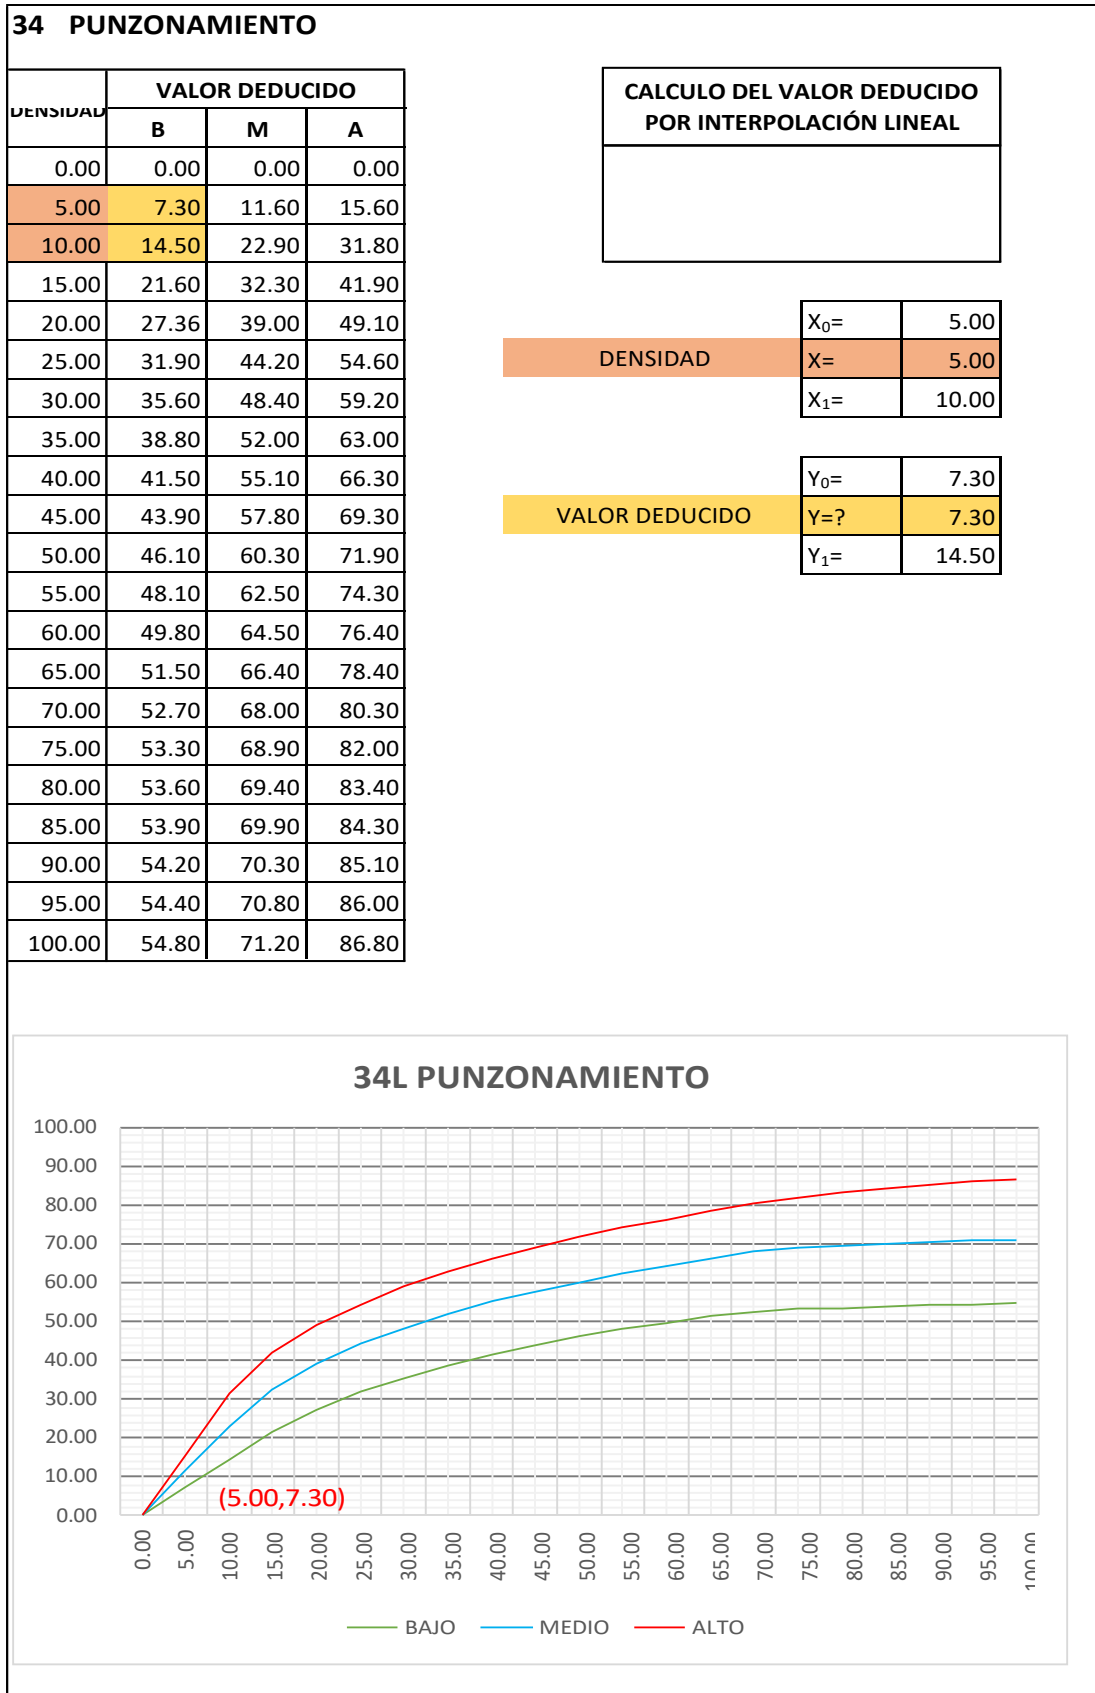 34 PUNZONAMIENTO
DENSIDAD VALOR DEDUCIDO
B M A
0.00 0.00 0.00 0.00
5.00 7.30 11.60 15.60
10.00 14.50 22.90 31.80
15.00 21.60 32.30 41.90
20.00 27.36 39.00 49.10
25.00 31.90 44.20 54.60
30.00 35.60 48.40 59.20
35.00 38.80 52.00 63.00
40.00 41.50 55.10 66.30
45.00 43.90 57.80 69.30
50.00 46.10 60.30 71.90
55.00 48.10 62.50 74.30
60.00 49.80 64.50 76.40
65.00 51.50 66.40 78.40
70.00 52.70 68.00 80.30
75.00 53.30 68.90 82.00
80.00 53.60 69.40 83.40
85.00 53.90 69.90 84.30
90.00 54.20 70.30 85.10
95.00 54.40 70.80 86.00
100.00 54.80 71.20 86.80
CALCULO DEL VALOR DEDUCIDO
POR INTERPOLACIÓN LINEAL
X₀= 5.00
DENSIDAD X= 5.00
X₁= 10.00
Y₀= 7.30
VALOR DEDUCIDO Y=? 7.30
Y₁= 14.50
34L PUNZONAMIENTO
100.00
90.00
80.00
70.00
60.00
50.00
40.00
30.00
20.00
10.00
0.00
(5.00,7.30)
0.00 5.00 10.00 15.00 20.00 25.00 30.00 35.00 40.00 45.00 50.00 55.00 60.00 65.00 70.00 75.00 80.00 85.00 90.00 95.00 100.00
BAJO MEDIO ALTO